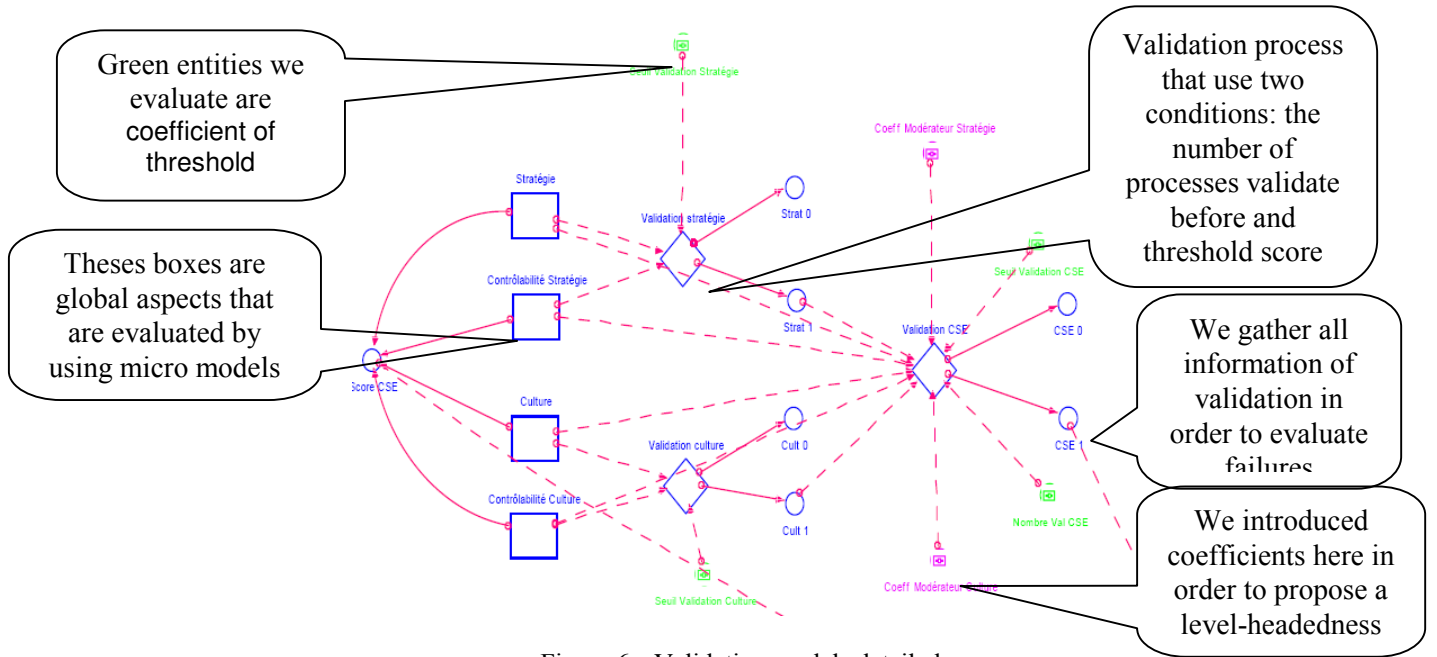 Green entities we
evaluate are
coefficient of
threshold
Seuil Validation Stratégie
Validation process
that use two
conditions: the
number of
processes validate
before and
threshold score
Coeff Modérateur Stratégie
Stratégie
Strat 0
Validation stratégie
Seuil Validation CSE
Theses boxes are
global aspects that
are evaluated by
using micro models
Contrôlabilité Stratégie
Strat 1
Validation CSE
CSE 0
Score CSE
We gather all
information of
validation in
order to evaluate
failures
Culture
Validation culture
Cult 0
CSE 1
Contrôlabilité Culture
Cult 1
Nombre Val CSE
Seuil Validation Culture
Coeff Modérateur Culture
We introduced
coefficients here in
order to propose a
level-headedness